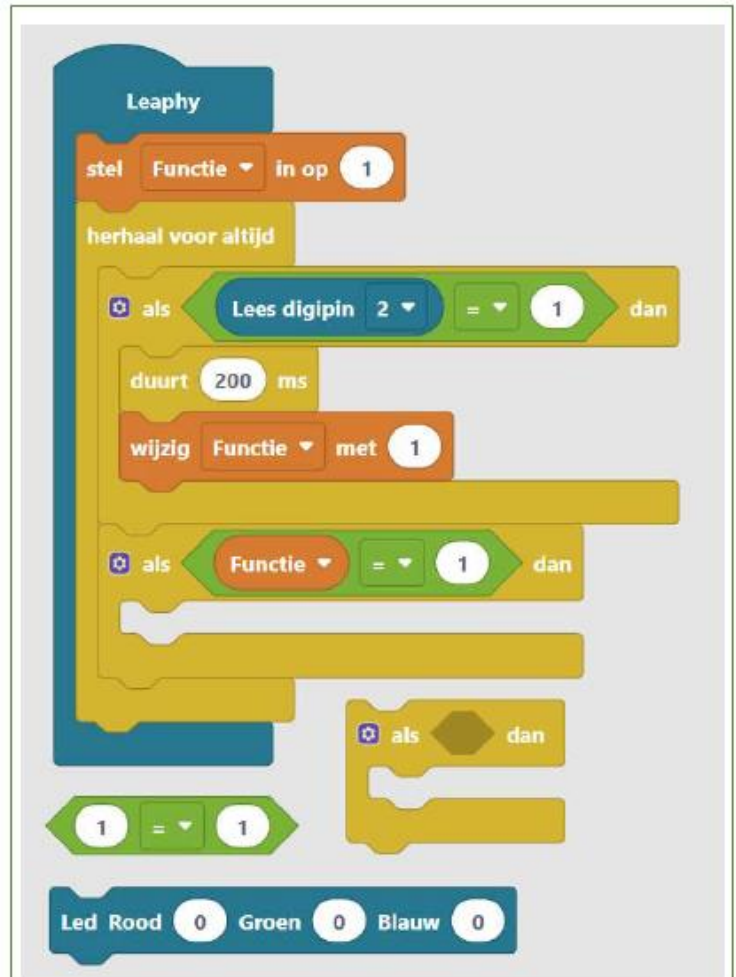 Leaphy
stel Functie in op 1
herhaal voor altijd
als Lees digipin 2 = 1 dan
duurt 200 ms
wijzig Functie met 1
als Functie = 1 dan
als dan
1 = 1
Led Rood 0 Groen 0 Blauw 0